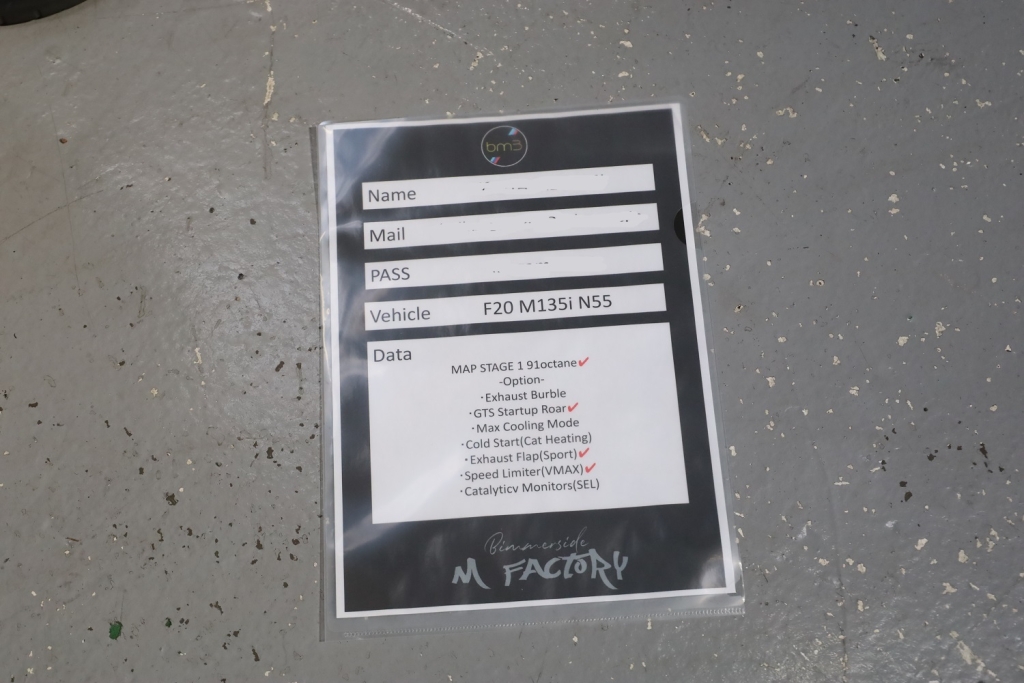 bm3
Name
Mail
PASS
Vehicle F20 M135i N55
Data
MAP STAGE 1 91octane✓
-Option-
・Exhaust Burble
・GTS Startup Roar✓
・Max Cooling Mode
・Cold Start(Cat Heating)
・Exhaust Flap(Sport)✓
・Speed Limiter(VMAX)✓
・Catalyticv Monitors(SEL)
Bimmerside
M FACTORY